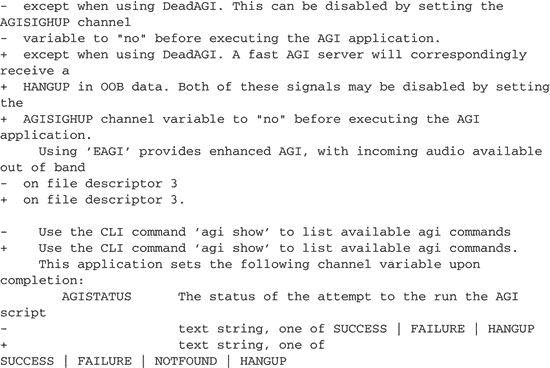 -  except when using DeadAGI. This can be disabled by setting the
AGISIGHUP channel
-  variable to "no" before executing the AGI application.
+  except when using DeadAGI. A fast AGI server will correspondingly
receive a
+  HANGUP in OOB data. Both of these signals may be disabled by setting
the
+  AGISIGHUP channel variable to "no" before executing the AGI
application.
     Using ’EAGI’ provides enhanced AGI, with incoming audio available
out of band
-  on file descriptor 3
+  on file descriptor 3.

-    Use the CLI command ’agi show’ to list available agi commands
+    Use the CLI command ’agi show’ to list available agi commands.
     This application sets the following channel variable upon
completion:
        AGISTATUS      The status of the attempt to the run the AGI
script
-                      text string, one of SUCCESS | FAILURE | HANGUP
+                      text string, one of
SUCCESS | FAILURE | NOTFOUND | HANGUP